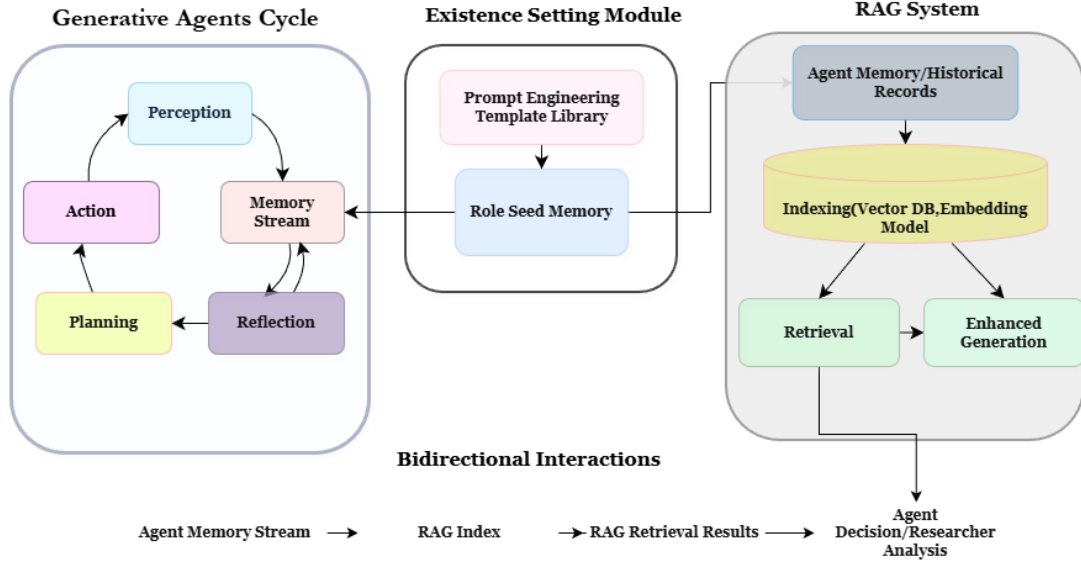 Generative Agents Cycle
Perception
Action
Memory
Stream
Planning
Reflection
Existence Setting Module
Prompt Engineering
Template Library
Role Seed Memory
RAG System
Agent Memory/Historical
Records
Indexing(Vector DB,Embedding
Model
Retrieval
Enhanced
Generation
Bidirectional Interactions
Agent Memory Stream
RAG Index
RAG Retrieval Results
Agent
Decision/Researcher
Analysis